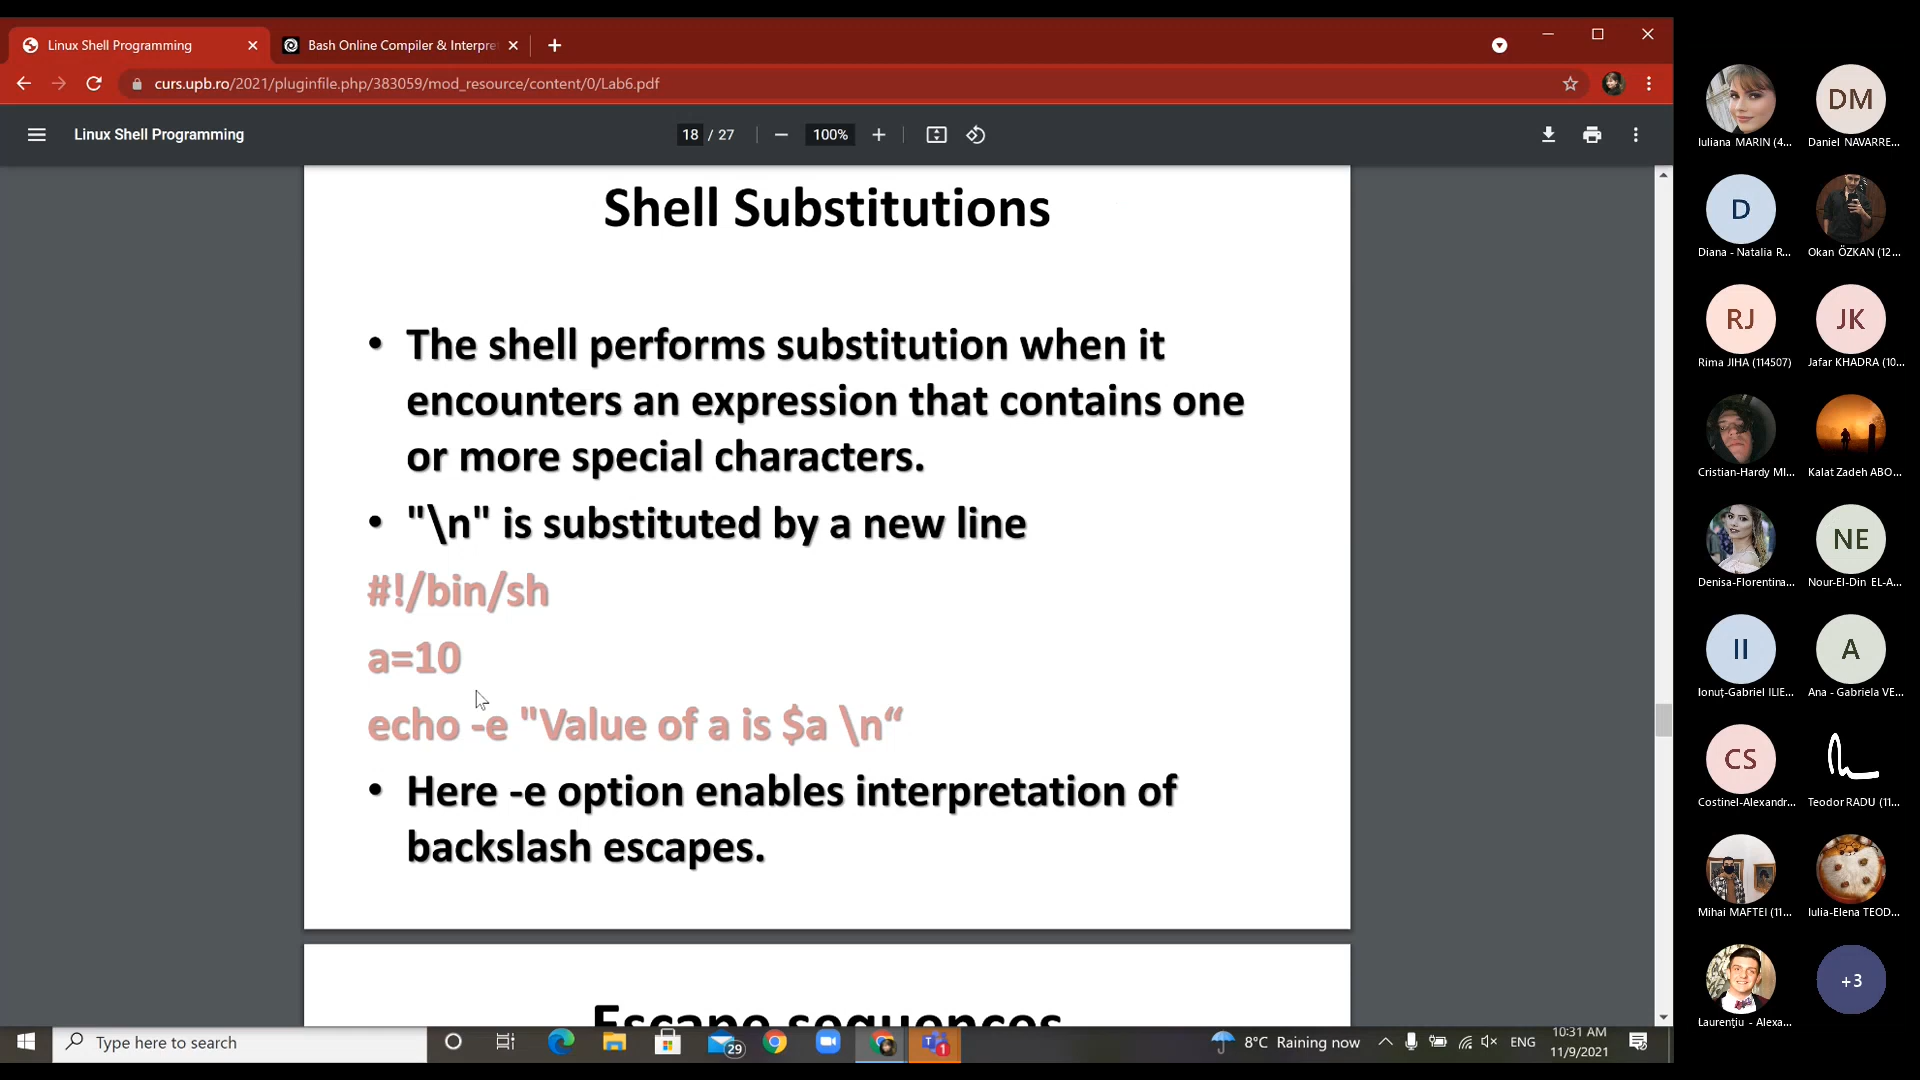 Linux Shell Programming
Bash Online Compiler & Interpre
curs.upb.ro/2021/pluginfile.php/383059/mod_resource/content/0/Lab6.pdf
Linux Shell Programming
18 / 27
100%
Shell Substitutions
• The shell performs substitution when it
encounters an expression that contains one
or more special characters.
• "\n" is substituted by a new line
#!/bin/sh
a=10
echo -e "Value of a is $a \n“
• Here -e option enables interpretation of
backslash escapes.
Escape sequences
Iuliana MARIN (4...
DM
Daniel NAVARRE...
D
Diana - Natalia R...
Okan ÖZKAN (12...
RJ
Rima JIHA (114507)
JK
Jafar KHADRA (10...
Cristian-Hardy MI...
Kalat Zadeh ABO...
Denisa-Florentina...
NE
Nour-El-Din EL-A...
II
Ionuț-Gabriel ILIE...
A
Ana - Gabriela VE...
CS
Costinel-Alexandr...
Teodor RADU (11...
Mihai MAFTEI (11...
Iulia-Elena TEOD...
Laurențiu - Alexa...
+3
Type here to search
29
1
8°C Raining now
ENG
10:31 AM
11/9/2021